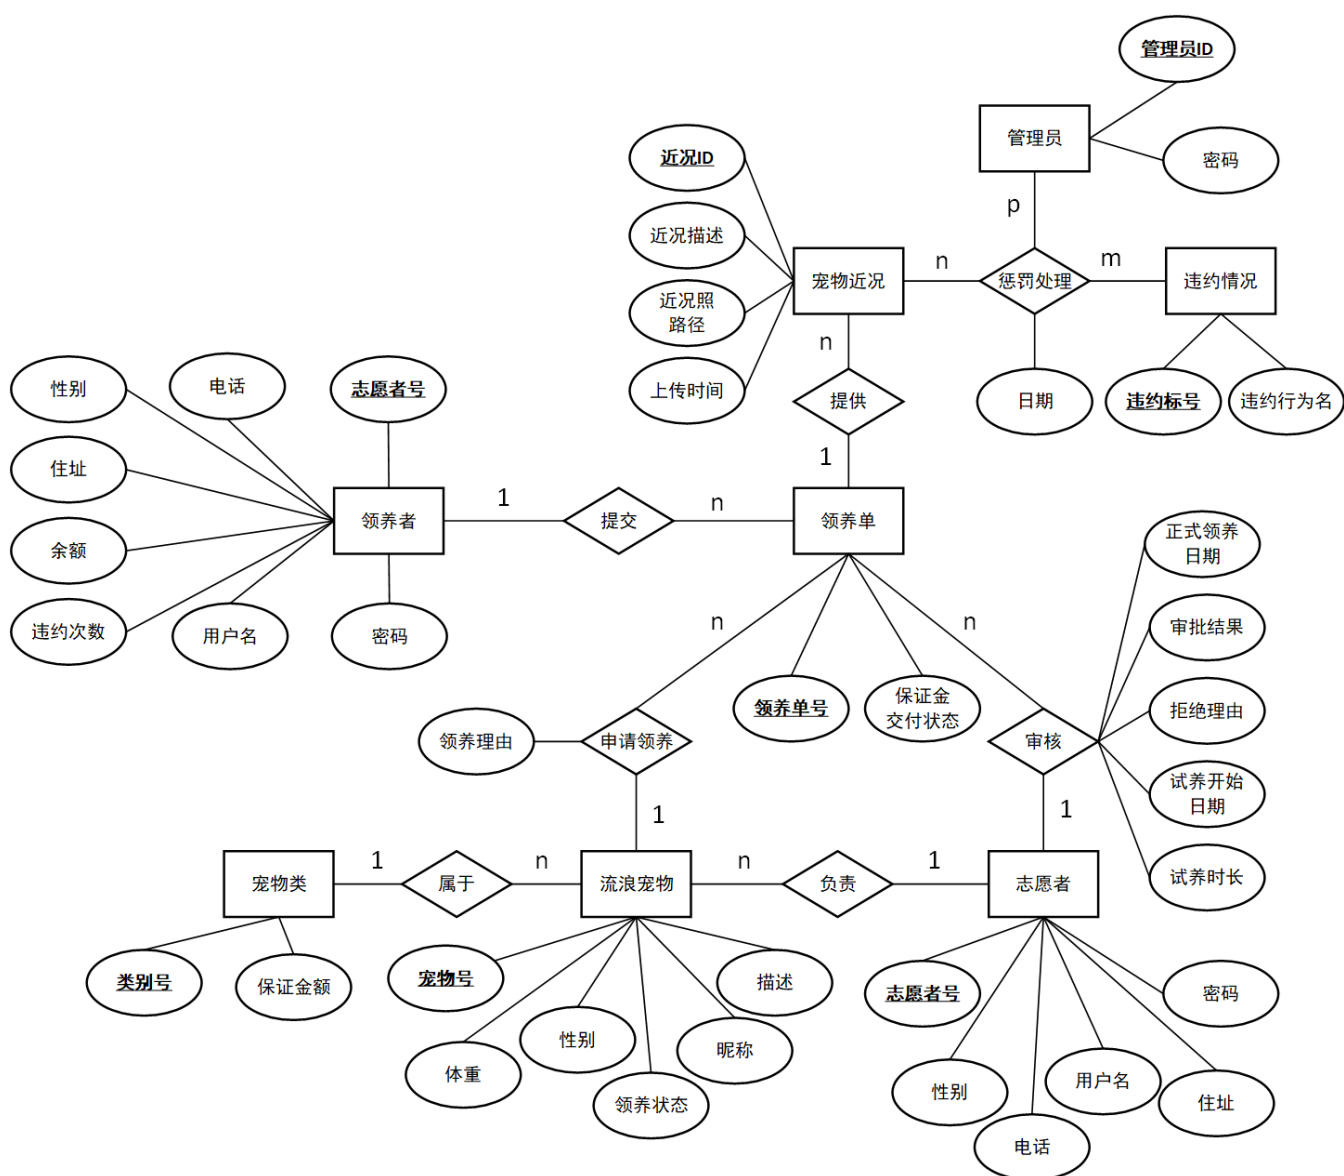 管理员ID
管理员
密码
近况ID
p
近况描述
宠物近况
n
惩罚处理
m
违约情况
近况照
路径
n
上传时间
提供
日期
违约标号
违约行为名
性别
电话
志愿者号
住址
1
领养者
1
提交
n
领养单
正式领养
日期
余额
违约次数
用户名
密码
n
n
审批结果
领养单号
保证金
交付状态
拒绝理由
领养理由
申请领养
审核
试养开始
日期
1
1
试养时长
宠物类
1
属于
n
流浪宠物
n
负责
1
志愿者
类别号
保证金额
宠物号
描述
志愿者号
密码
体重
性别
昵称
领养状态
性别
用户名
住址
电话